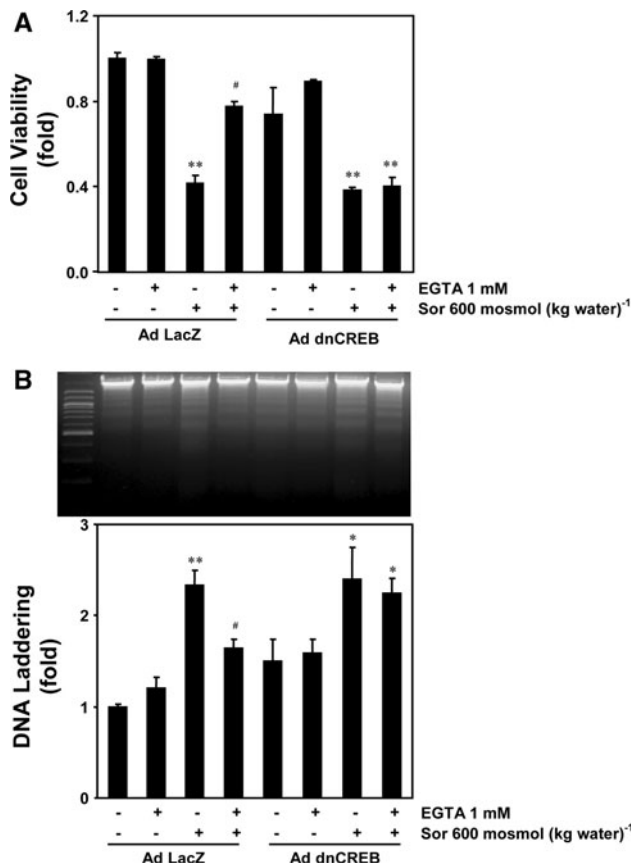 A
Cell Viability
(fold)
1.2
0.8
0.4
0.0
**
#
**
**
- + - + - + - + EGTA 1 mM
- - + + - - + + Sor 600 mosmol (kg water)-1
Ad LacZ Ad dnCREB
B
DNA Laddering
(fold)
3
2
1
0
**
#
*
*
- + - + - + - + EGTA 1 mM
- - + + - - + + Sor 600 mosmol (kg water)-1
Ad LacZ Ad dnCREB